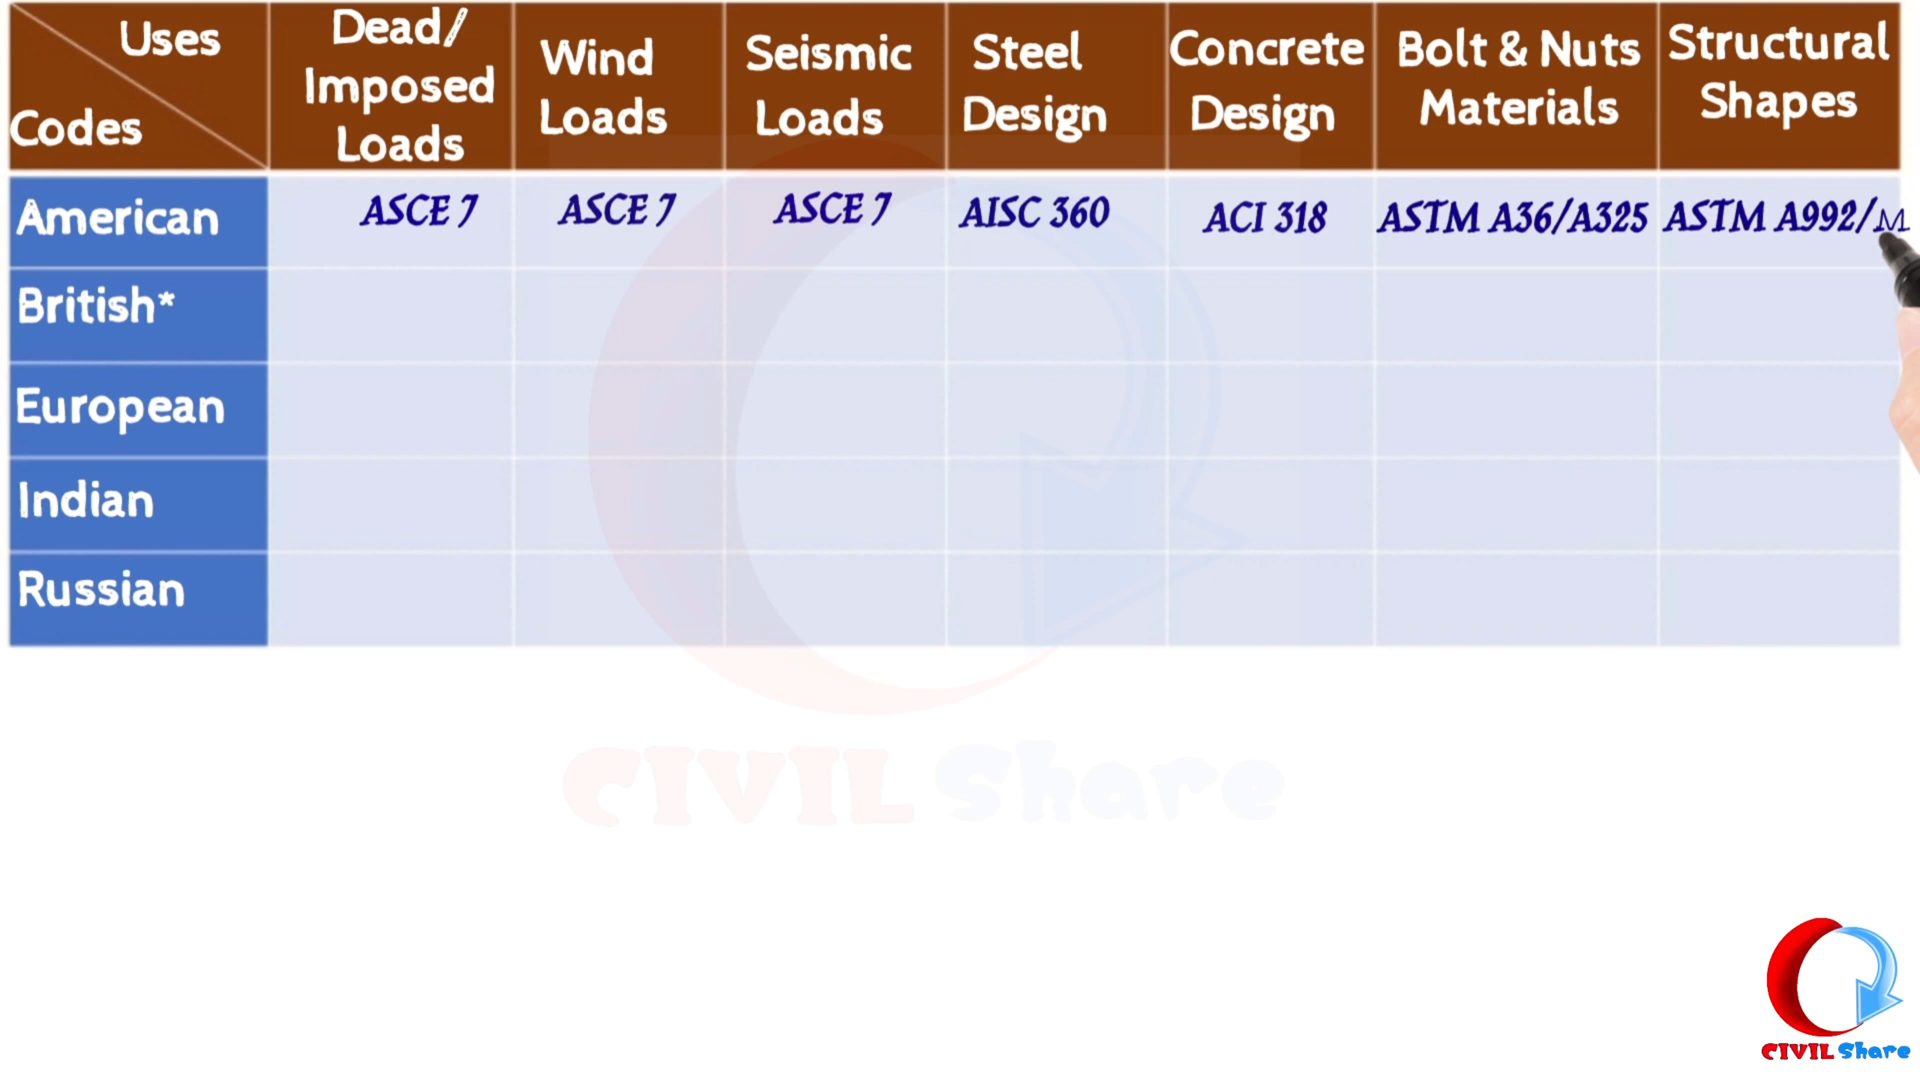 Uses
Codes
Dead/
Imposed
Loads
Wind
Loads
Seismic
Loads
Steel
Design
Concrete
Design
Bolt & Nuts
Materials
Structural
Shapes
American
ASCE 7
ASCE 7
ASCE 7
AISC 360
ACI 318
ASTM A36/A325
ASTM A992/M
British*
European
Indian
Russian
CIVIL Share
CIVIL Share